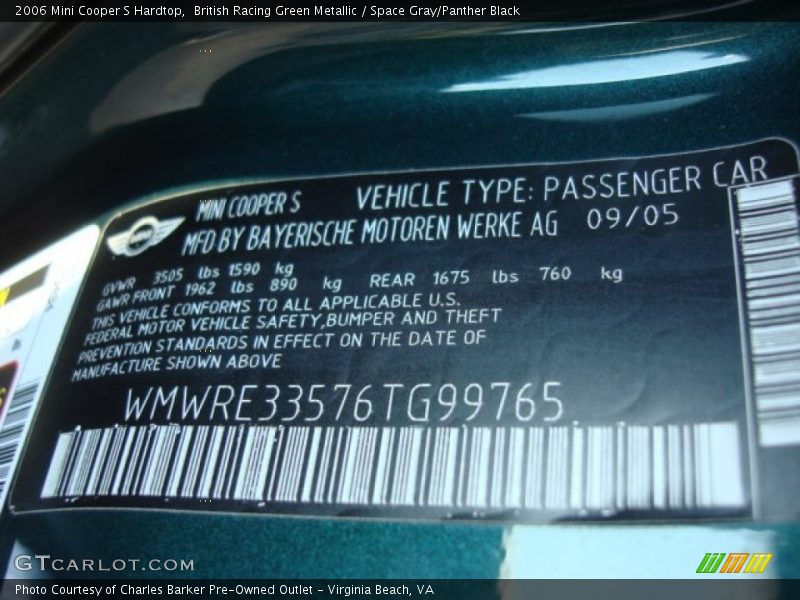 2006 Mini Cooper S Hardtop,  British Racing Green Metallic / Space Gray/Panther Black
MINI COOPER S VEHICLE TYPE: PASSENGER CAR
MFD BY BAYERISCHE MOTOREN WERKE AG 09/05
GVWR 3505 lbs 1590 kg
GAWR FRONT 1962 lbs 890 kg REAR 1675 lbs 760 kg
THIS VEHICLE CONFORMS TO ALL APPLICABLE U.S.
FEDERAL MOTOR VEHICLE SAFETY,BUMPER AND THEFT
PREVENTION STANDARDS IN EFFECT ON THE DATE OF
MANUFACTURE SHOWN ABOVE
WMWRE33576TG99765
GTCARLOT.COM
Photo Courtesy of Charles Barker Pre-Owned Outlet - Virginia Beach, VA